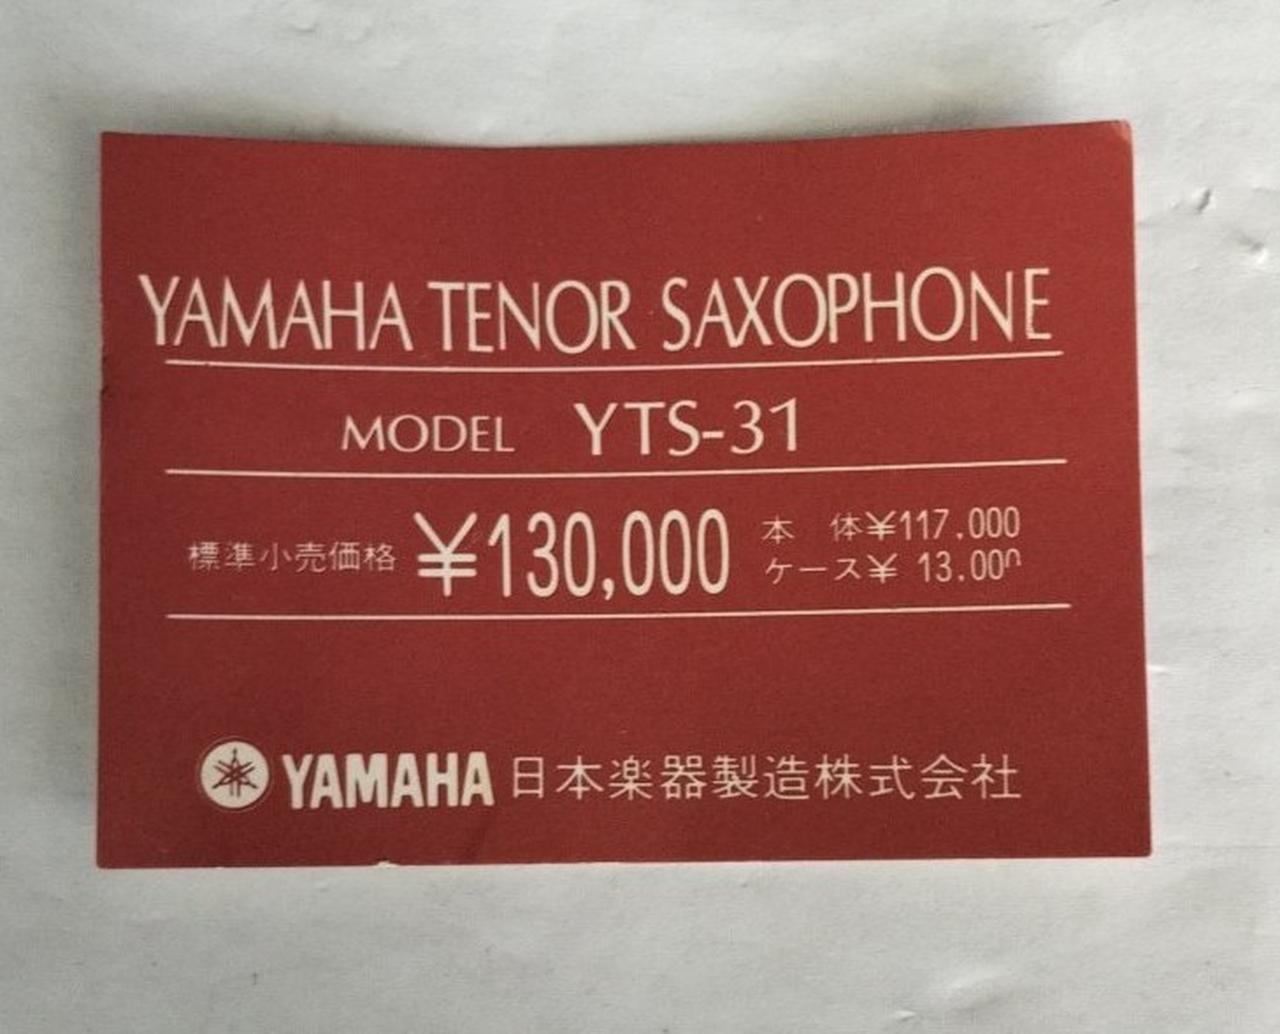 YAMAHA TENOR SAXOPHONE
MODEL YTS-31
標準小売価格 ¥130,000
本 体¥117.000
ケース¥ 13.000
YAMAHA 日本楽器製造株式会社